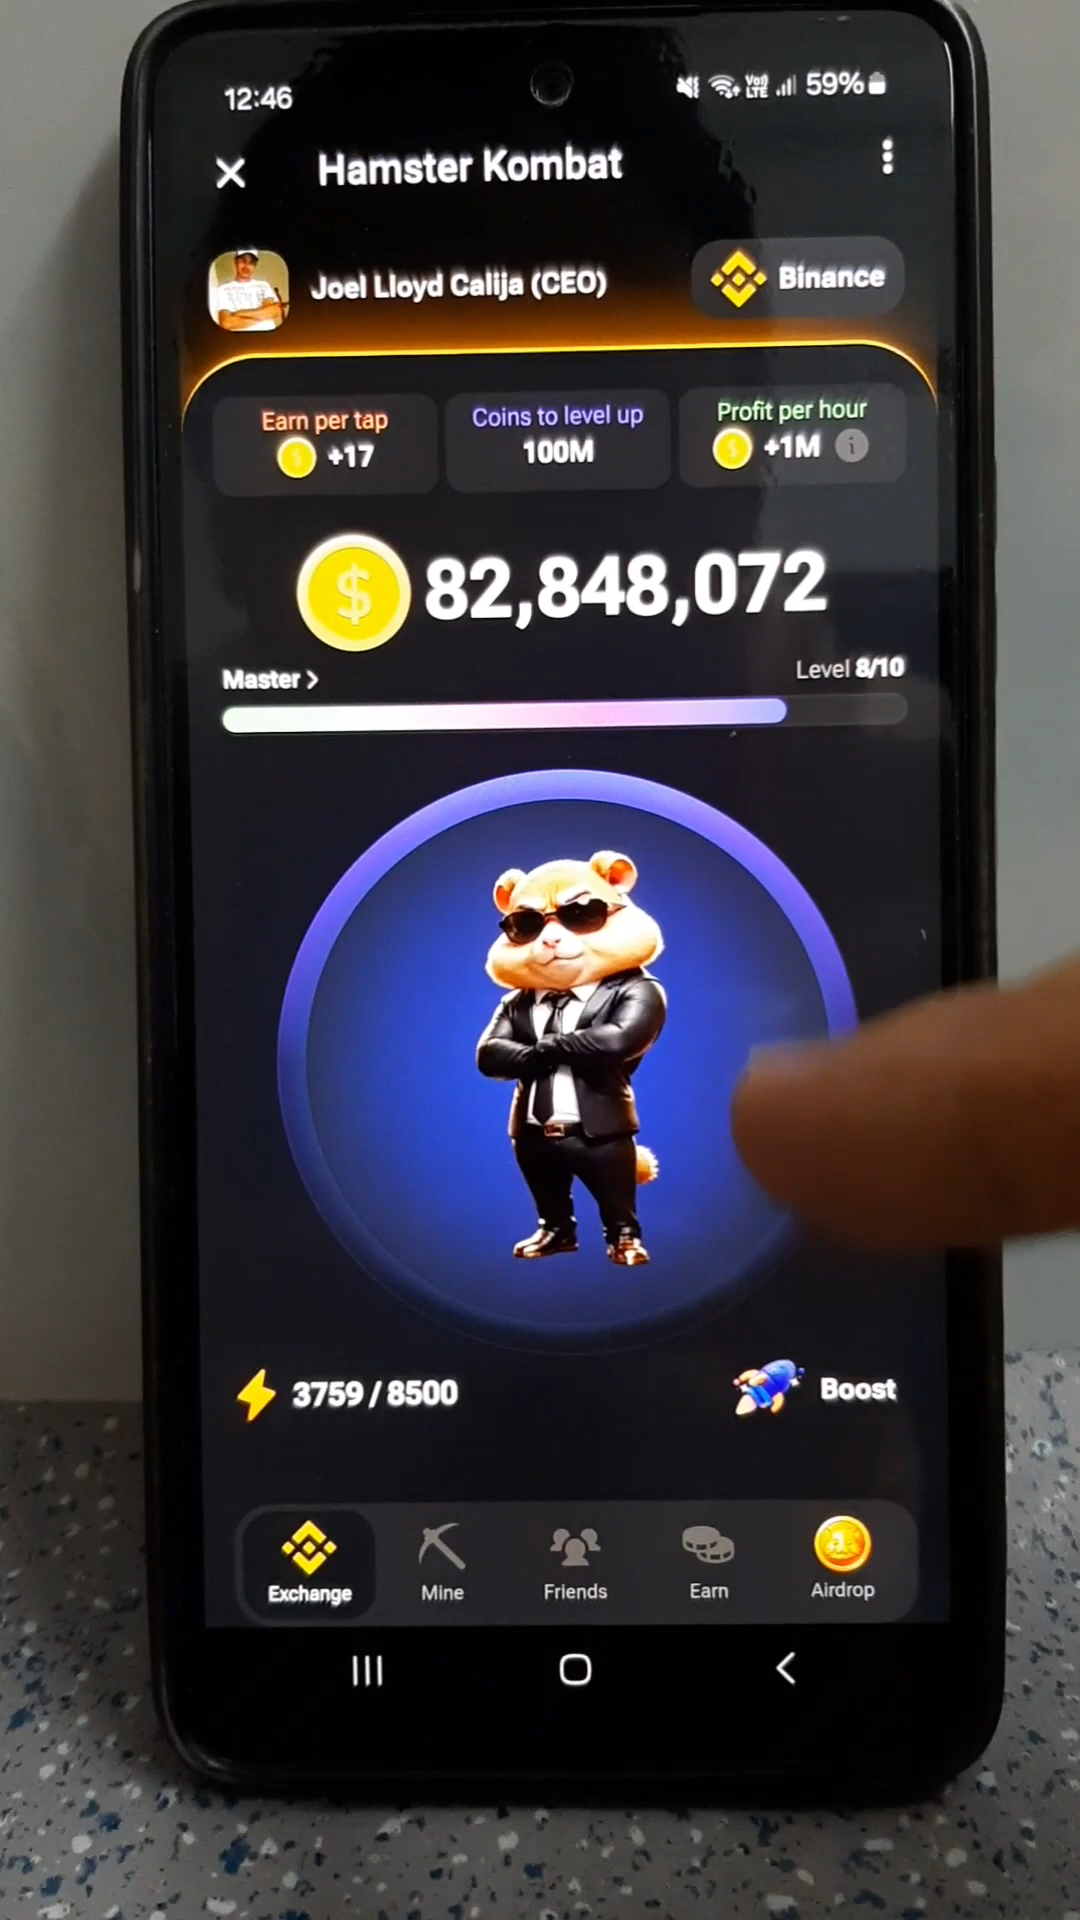 12:46
Vo)) LTE 59%
Hamster Kombat
Joel Lloyd Calija (CEO)
Binance
Earn per tap
+17
Coins to level up
100M
Profit per hour
+1M
82,848,072
Master >
Level 8/10
3759 / 8500
Boost
Exchange
Mine
Friends
Earn
Airdrop